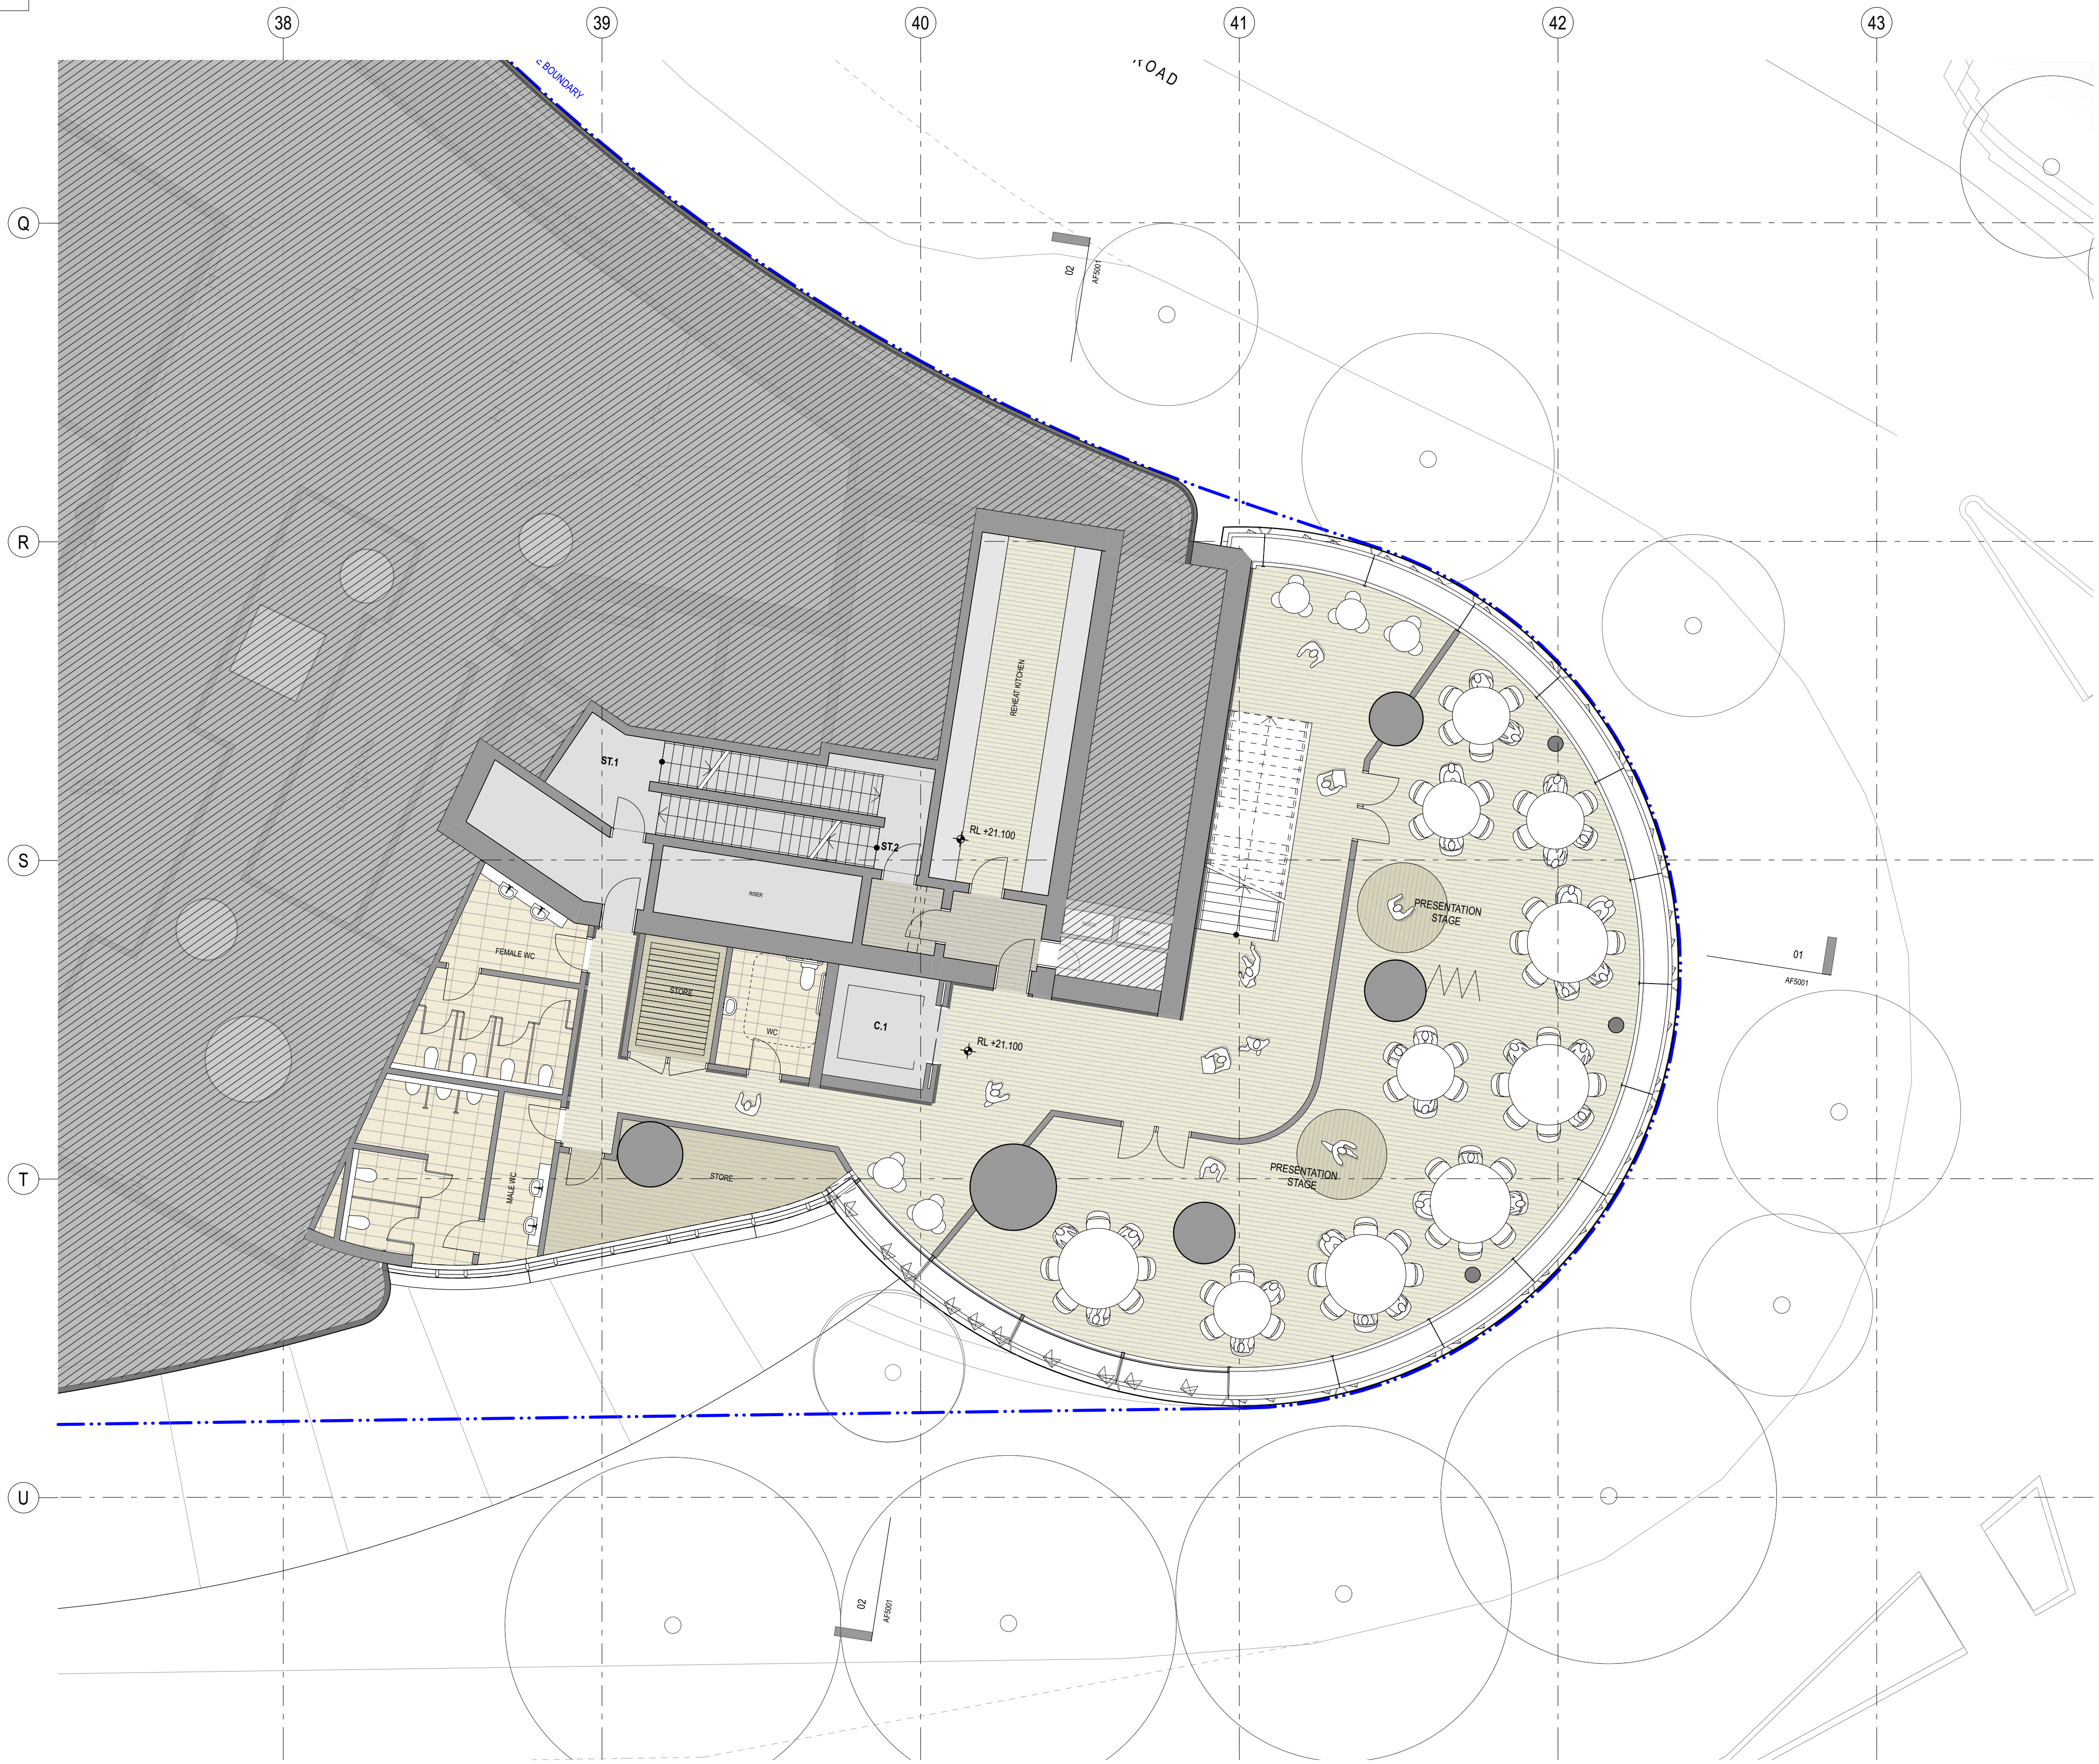 38
39
40
41
42
43
E BOUNDARY
ROAD
Q
02
AF5001
R
REHEAT KITCHEN
ST.1
RL +21.100
S
ST.2
RISER
RISER
RISER
PRESENTATION
STAGE
FEMALE WC
STORE
WC
C.1
RL +21.100
01
AF5001
T
STORE
MALE WC
PRESENTATION
STAGE
U
02
AF5001